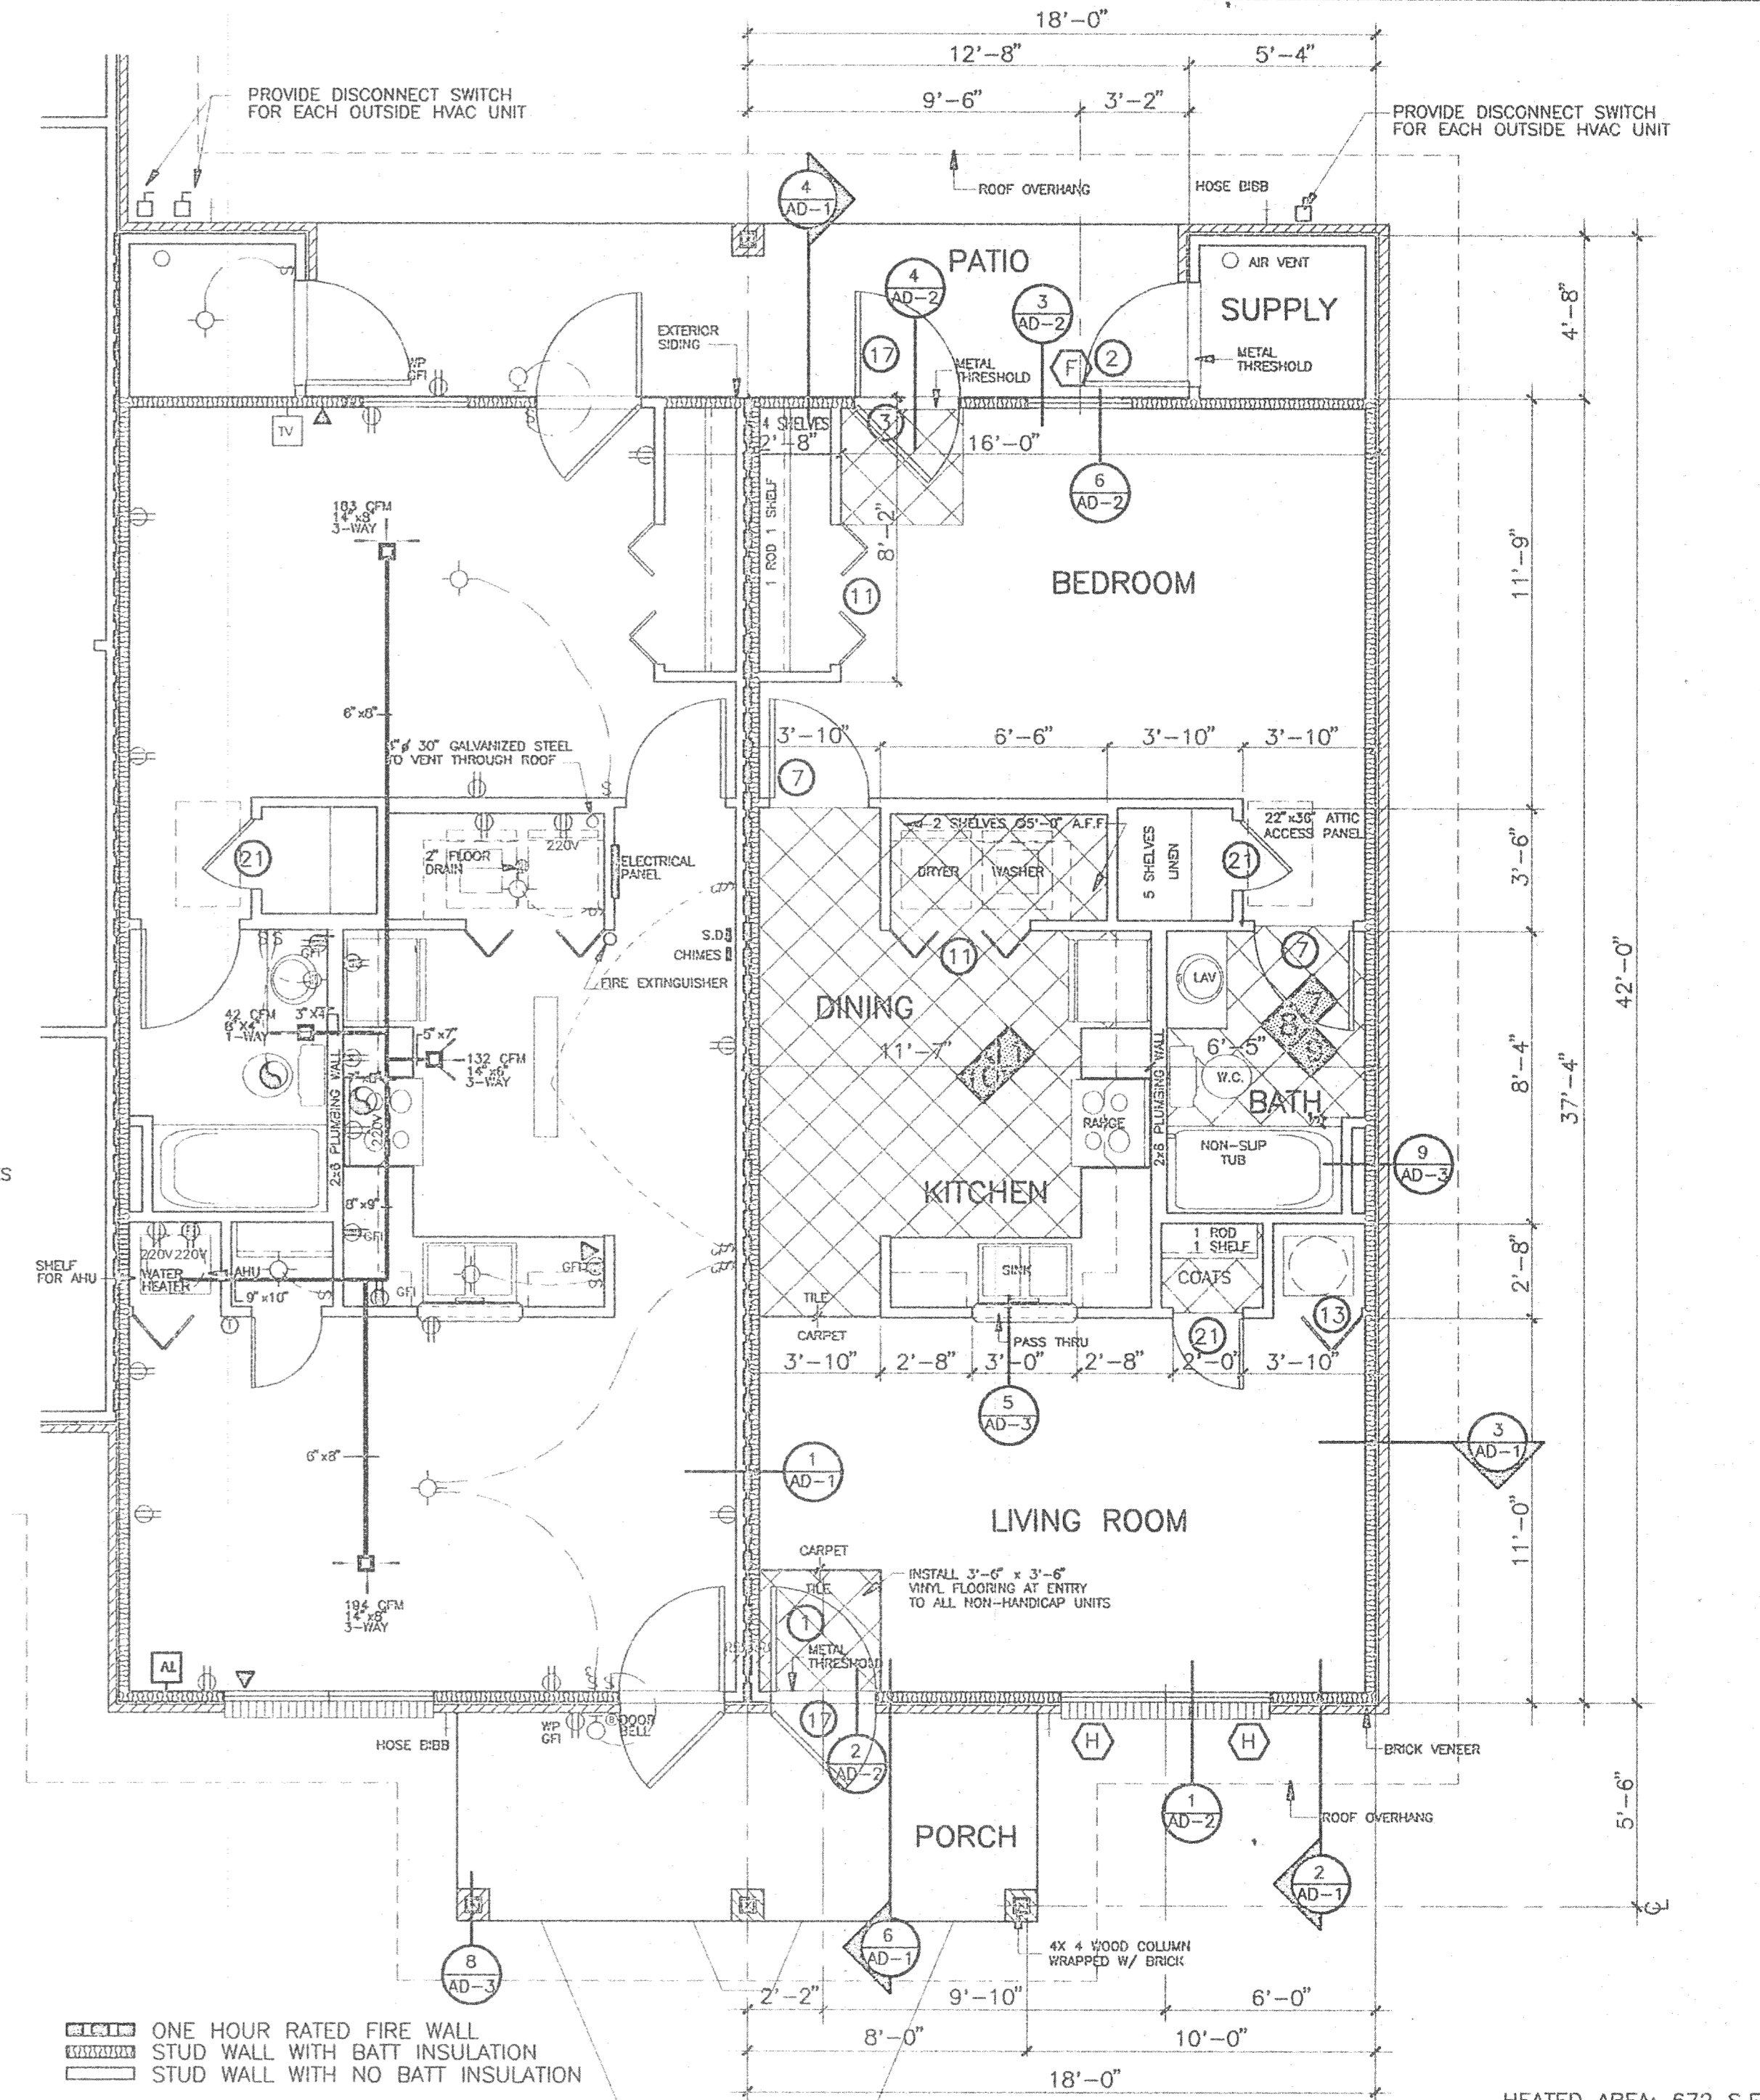 18'-0"
12'-8"
5'-4"
9'-6"
3'-2"
PROVIDE DISCONNECT SWITCH
FOR EACH OUTSIDE HVAC UNIT
PROVIDE DISCONNECT SWITCH
FOR EACH OUTSIDE HVAC UNIT
4
AD-1
ROOF OVERHANG
HOSE BIBB
PATIO
AIR VENT
SUPPLY
4
AD-2
3
AD-2
EXTERIOR
SIDING
17
METAL
THRESHOLD
F
2
METAL
THRESHOLD
4'-8"
WP
GFI
S
TV
S
3
4 SHELVES
2'-8"
16'-0"
6
AD-2
183 CFM
14"x8"
3-WAY
1 ROD 1 SHELF
8'-2"
11
BEDROOM
11'-9"
6"x8"
30" GALVANIZED STEEL
TO VENT THROUGH ROOF
S
3'-10"
6'-6"
3'-10"
3'-10"
7
21
2" FLOOR
DRAIN
220V
ELECTRICAL
PANEL
2 SHELVES @5'-0" A.F.F.
DRYER
WASHER
5 SHELVES
LINEN
21
22"x30" ATTIC
ACCESS PANEL
3'-6"
S S
GFI
S.D.
CHIMES
FIRE EXTINGUISHER
11
DINING
LAV
7
42'-0"
42 CFM
8"x4"
1-WAY
3"x4"
5"x7"
132 CFM
14"x6"
3-WAY
11'-7"
6'-5"
W.C.
BATH
8'-4"
37'-4"
2x6 PLUMBING WALL
220V
RANGE
2x6 PLUMBING WALL
NON-SLIP
TUB
9
AD-3
S
8"x9"
GFI
KITCHEN
SHELF
FOR AHU
220V 220V
WATER
HEATER
AHU
9"x10"
GFI
GFI
SINK
1 ROD
1 SHELF
COATS
2'-8"
TILE
CARPET
PASS THRU
21
13
3'-10"
2'-8"
3'-0"
2'-8"
2'-0"
3'-10"
5
AD-3
6"x8"
1
AD-1
3
AD-1
LIVING ROOM
11'-0"
CARPET
TILE
INSTALL 3'-6" x 3'-6"
VINYL FLOORING AT ENTRY
TO ALL NON-HANDICAP UNITS
194 CFM
14"x8"
3-WAY
1
METAL
THRESHOLD
AL
WP
GFI
DOOR
BELL
HOSE BIBB
17
2
AD-2
H
H
BRICK VENEER
1
AD-2
ROOF OVERHANG
5'-6"
PORCH
2
AD-1
8
AD-3
6
AD-1
4X 4 WOOD COLUMN
WRAPPED W/ BRICK
2'-2"
9'-10"
6'-0"
8'-0"
10'-0"
18'-0"
ONE HOUR RATED FIRE WALL
STUD WALL WITH BATT INSULATION
STUD WALL WITH NO BATT INSULATION